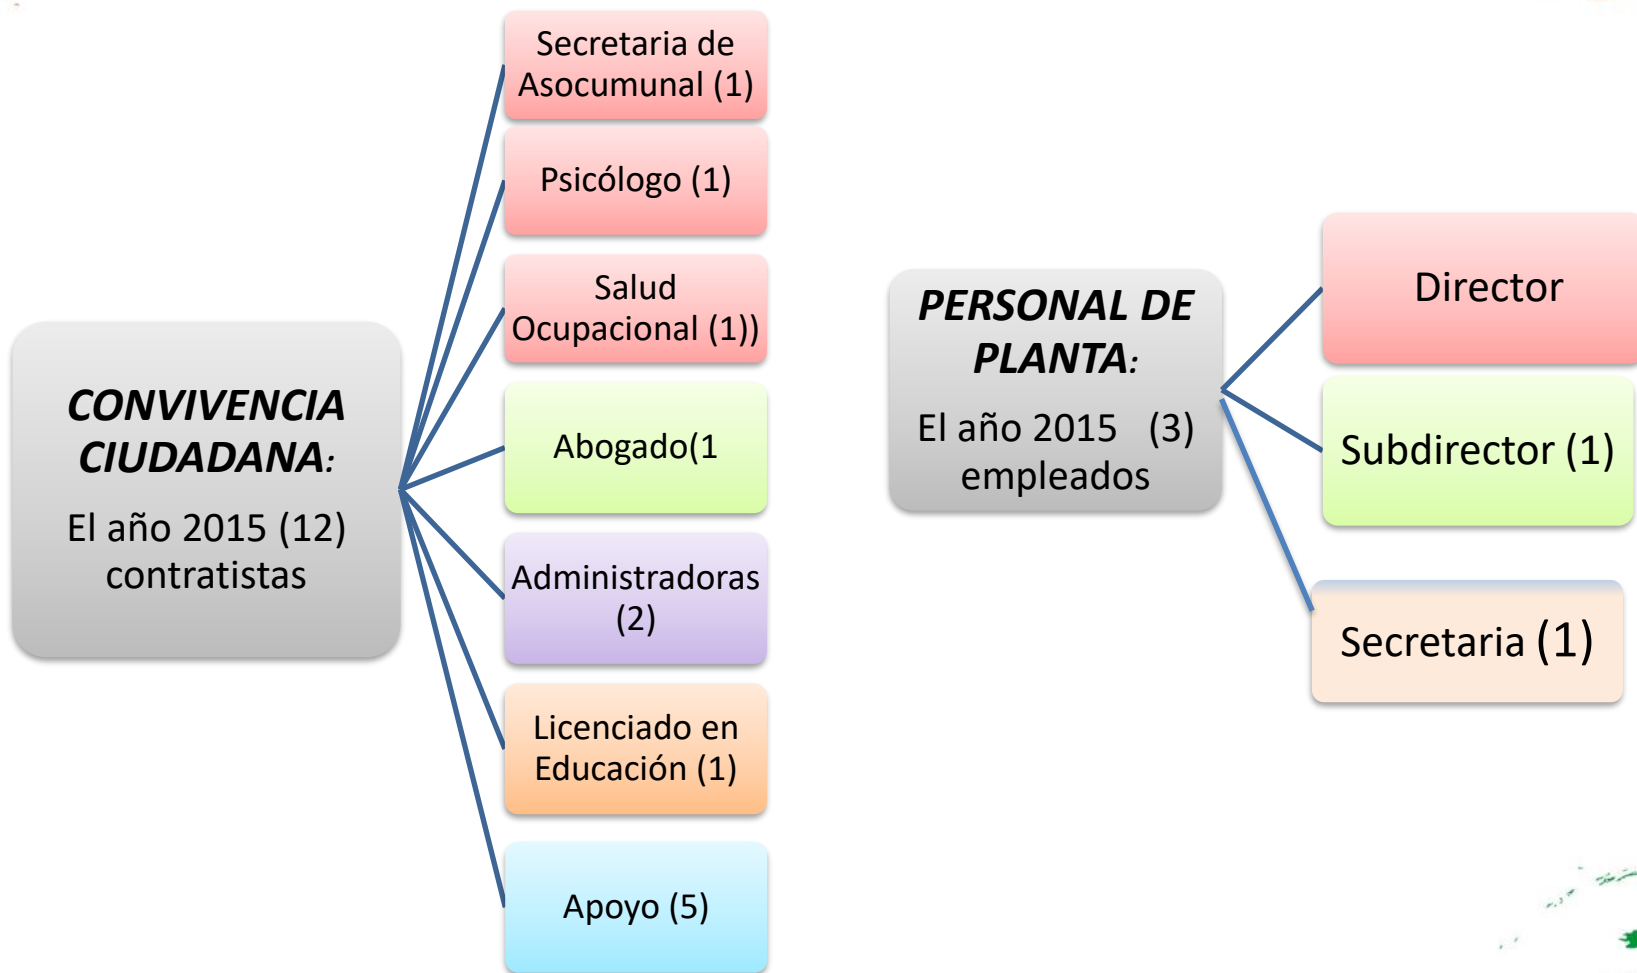 CONVIVENCIA
CIUDADANA:
El año 2015 (12)
contratistas
Secretaria de
Asocumunal (1)
Psicólogo (1)
Salud
Ocupacional (1))
Abogado(1
Administradoras
(2)
Licenciado en
Educación (1)
Apoyo (5)
PERSONAL DE
PLANTA:
El año 2015 (3)
empleados
Director
Subdirector (1)
Secretaria (1)